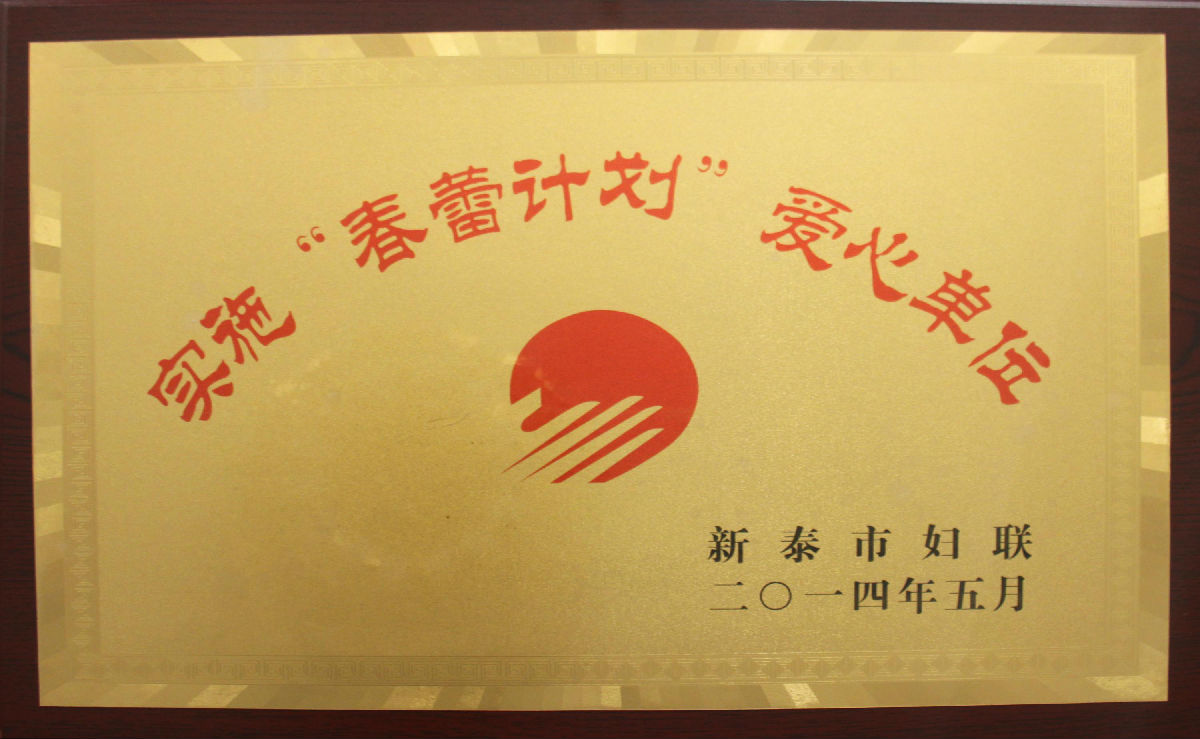 实施“春蕾计划”爱心单位
新泰市妇联
二〇一四年五月